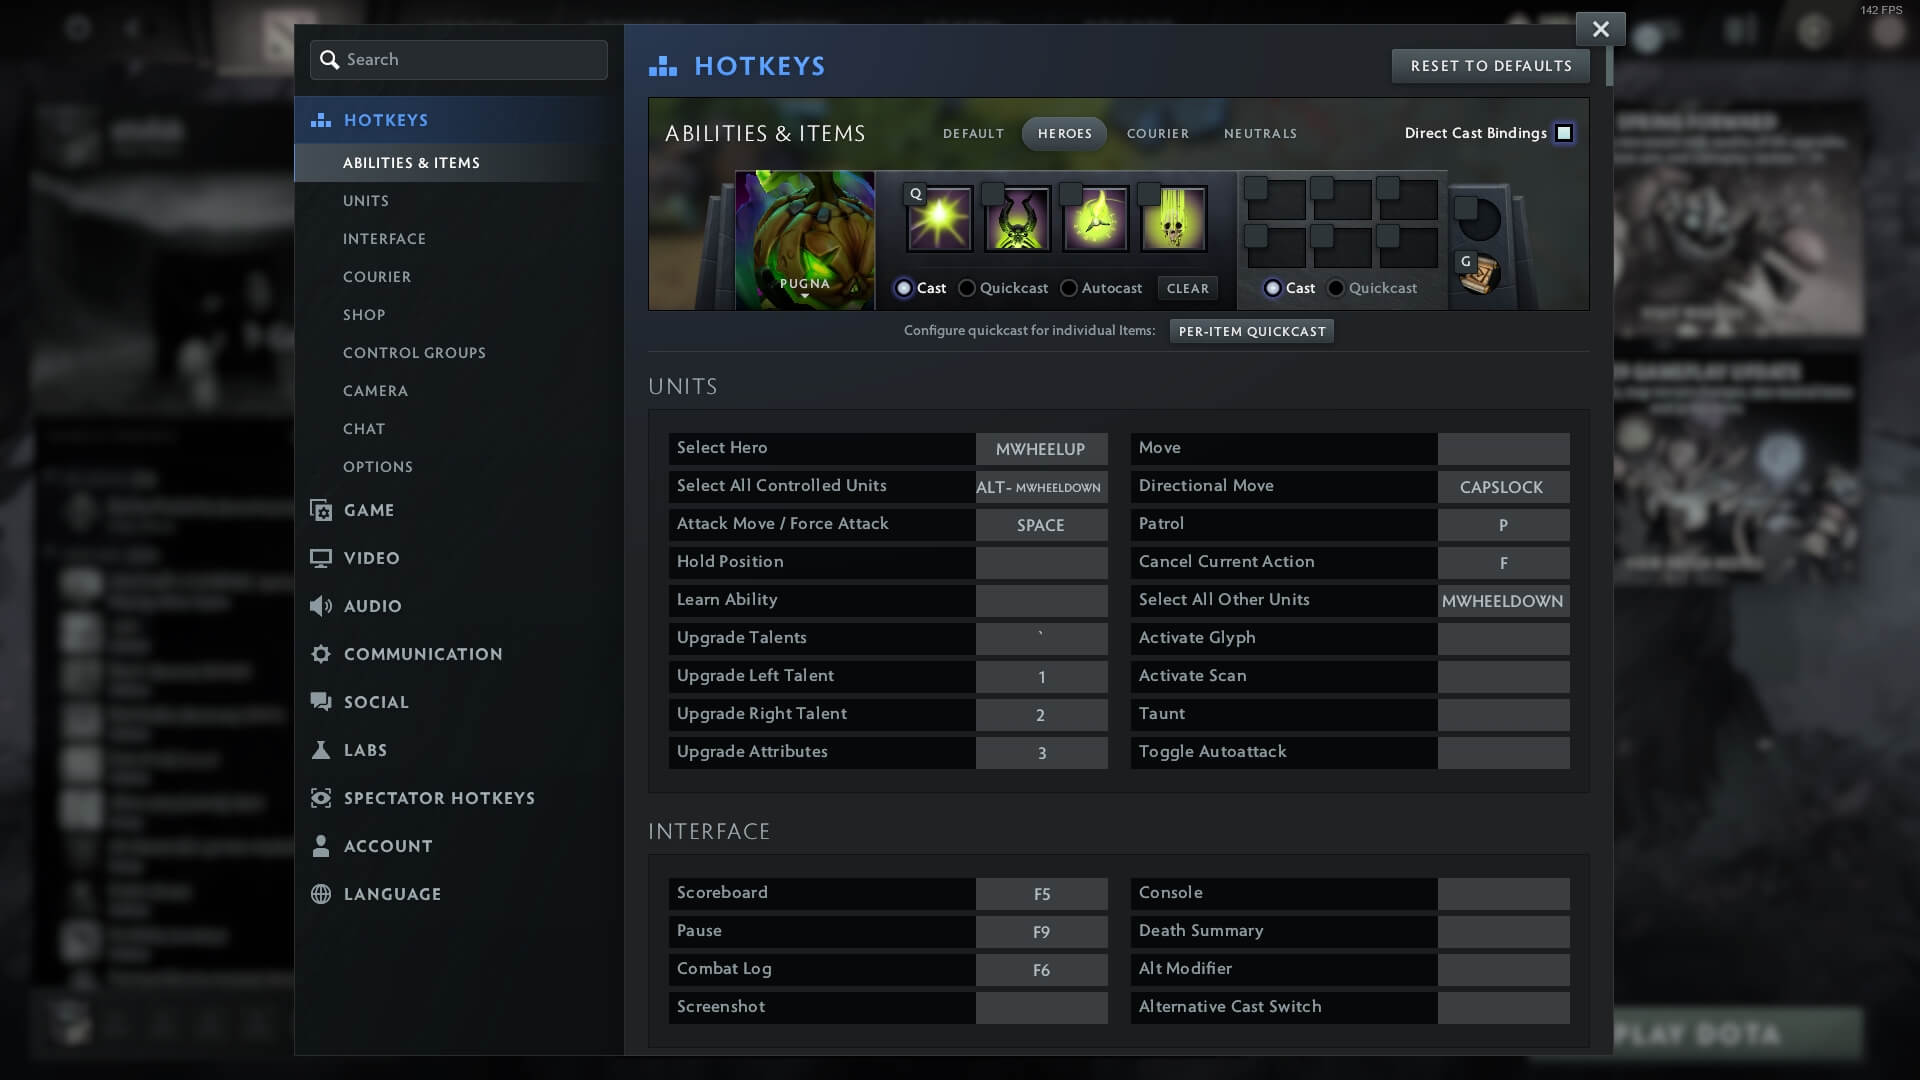 142 FPS
Search
HOTKEYS
ABILITIES & ITEMS
UNITS
INTERFACE
COURIER
SHOP
CONTROL GROUPS
CAMERA
CHAT
OPTIONS
GAME
VIDEO
AUDIO
COMMUNICATION
SOCIAL
LABS
SPECTATOR HOTKEYS
ACCOUNT
LANGUAGE
HOTKEYS
RESET TO DEFAULTS
ABILITIES & ITEMS
DEFAULT HEROES COURIER NEUTRALS
Direct Cast Bindings
Q
G
PUGNA
Cast Quickcast Autocast CLEAR
Cast Quickcast
Configure quickcast for individual Items: PER-ITEM QUICKCAST
UNITS
Select Hero MWHEELUP
Select All Controlled Units ALT- MWHEELDOWN
Attack Move / Force Attack SPACE
Hold Position
Learn Ability
Upgrade Talents `
Upgrade Left Talent 1
Upgrade Right Talent 2
Upgrade Attributes 3
Move
Directional Move CAPSLOCK
Patrol P
Cancel Current Action F
Select All Other Units MWHEELDOWN
Activate Glyph
Activate Scan
Taunt
Toggle Autoattack
INTERFACE
Scoreboard F5
Pause F9
Combat Log F6
Screenshot
Console
Death Summary
Alt Modifier
Alternative Cast Switch
PLAY DOTA